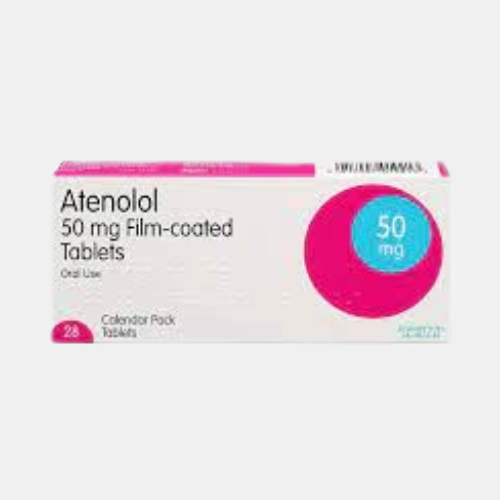 Atenolol
50 mg Film-coated
Tablets
Oral Use
50
mg
28
Calendar Pack
Tablets